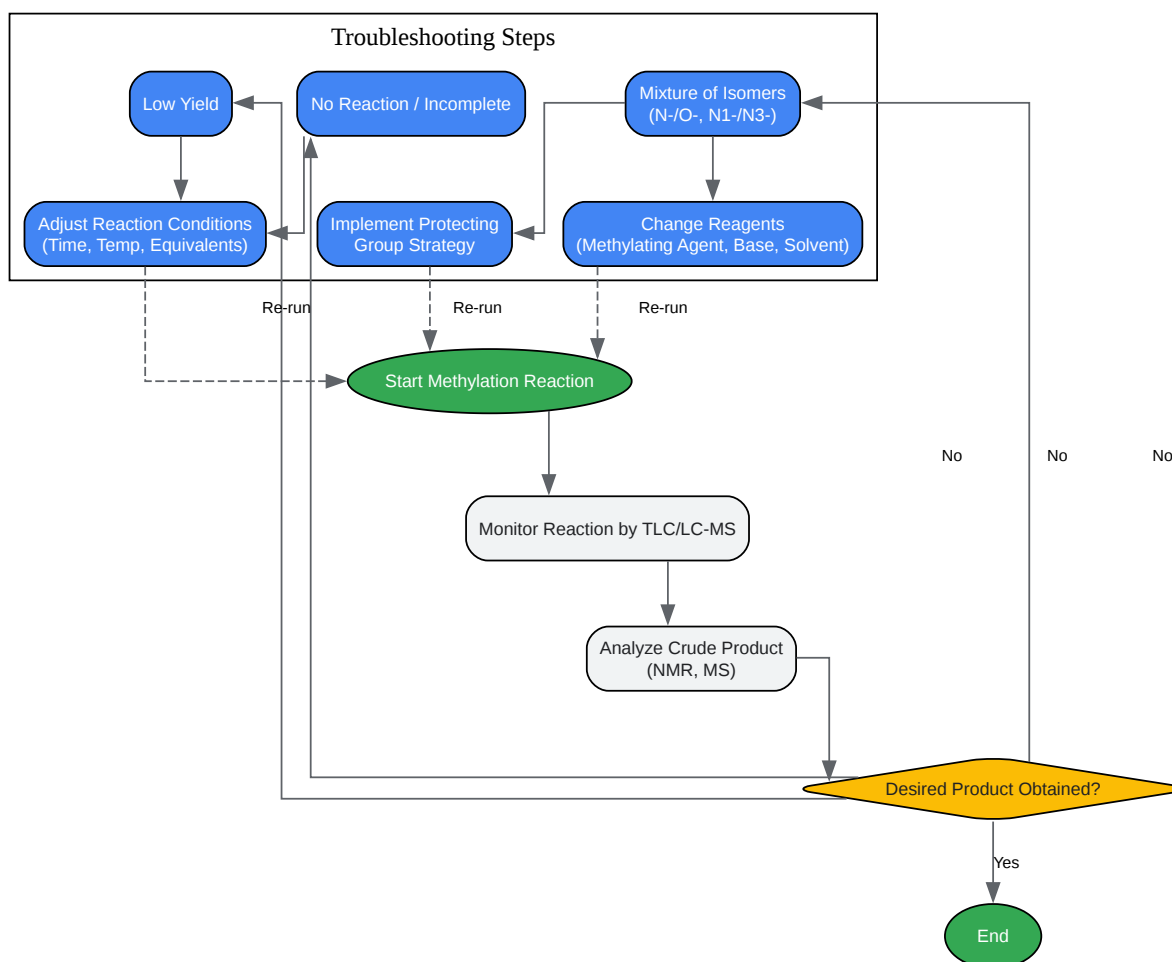 Troubleshooting Steps
Low Yield
No Reaction / Incomplete
Mixture of Isomers
(N-/O-, N1-/N3-)
Adjust Reaction Conditions
(Time, Temp, Equivalents)
Implement Protecting
Group Strategy
Change Reagents
(Methylating Agent, Base, Solvent)
Re-run
Re-run
Re-run
Start Methylation Reaction
No
No
No
Monitor Reaction by TLC/LC-MS
Analyze Crude Product
(NMR, MS)
Desired Product Obtained?
Yes
End